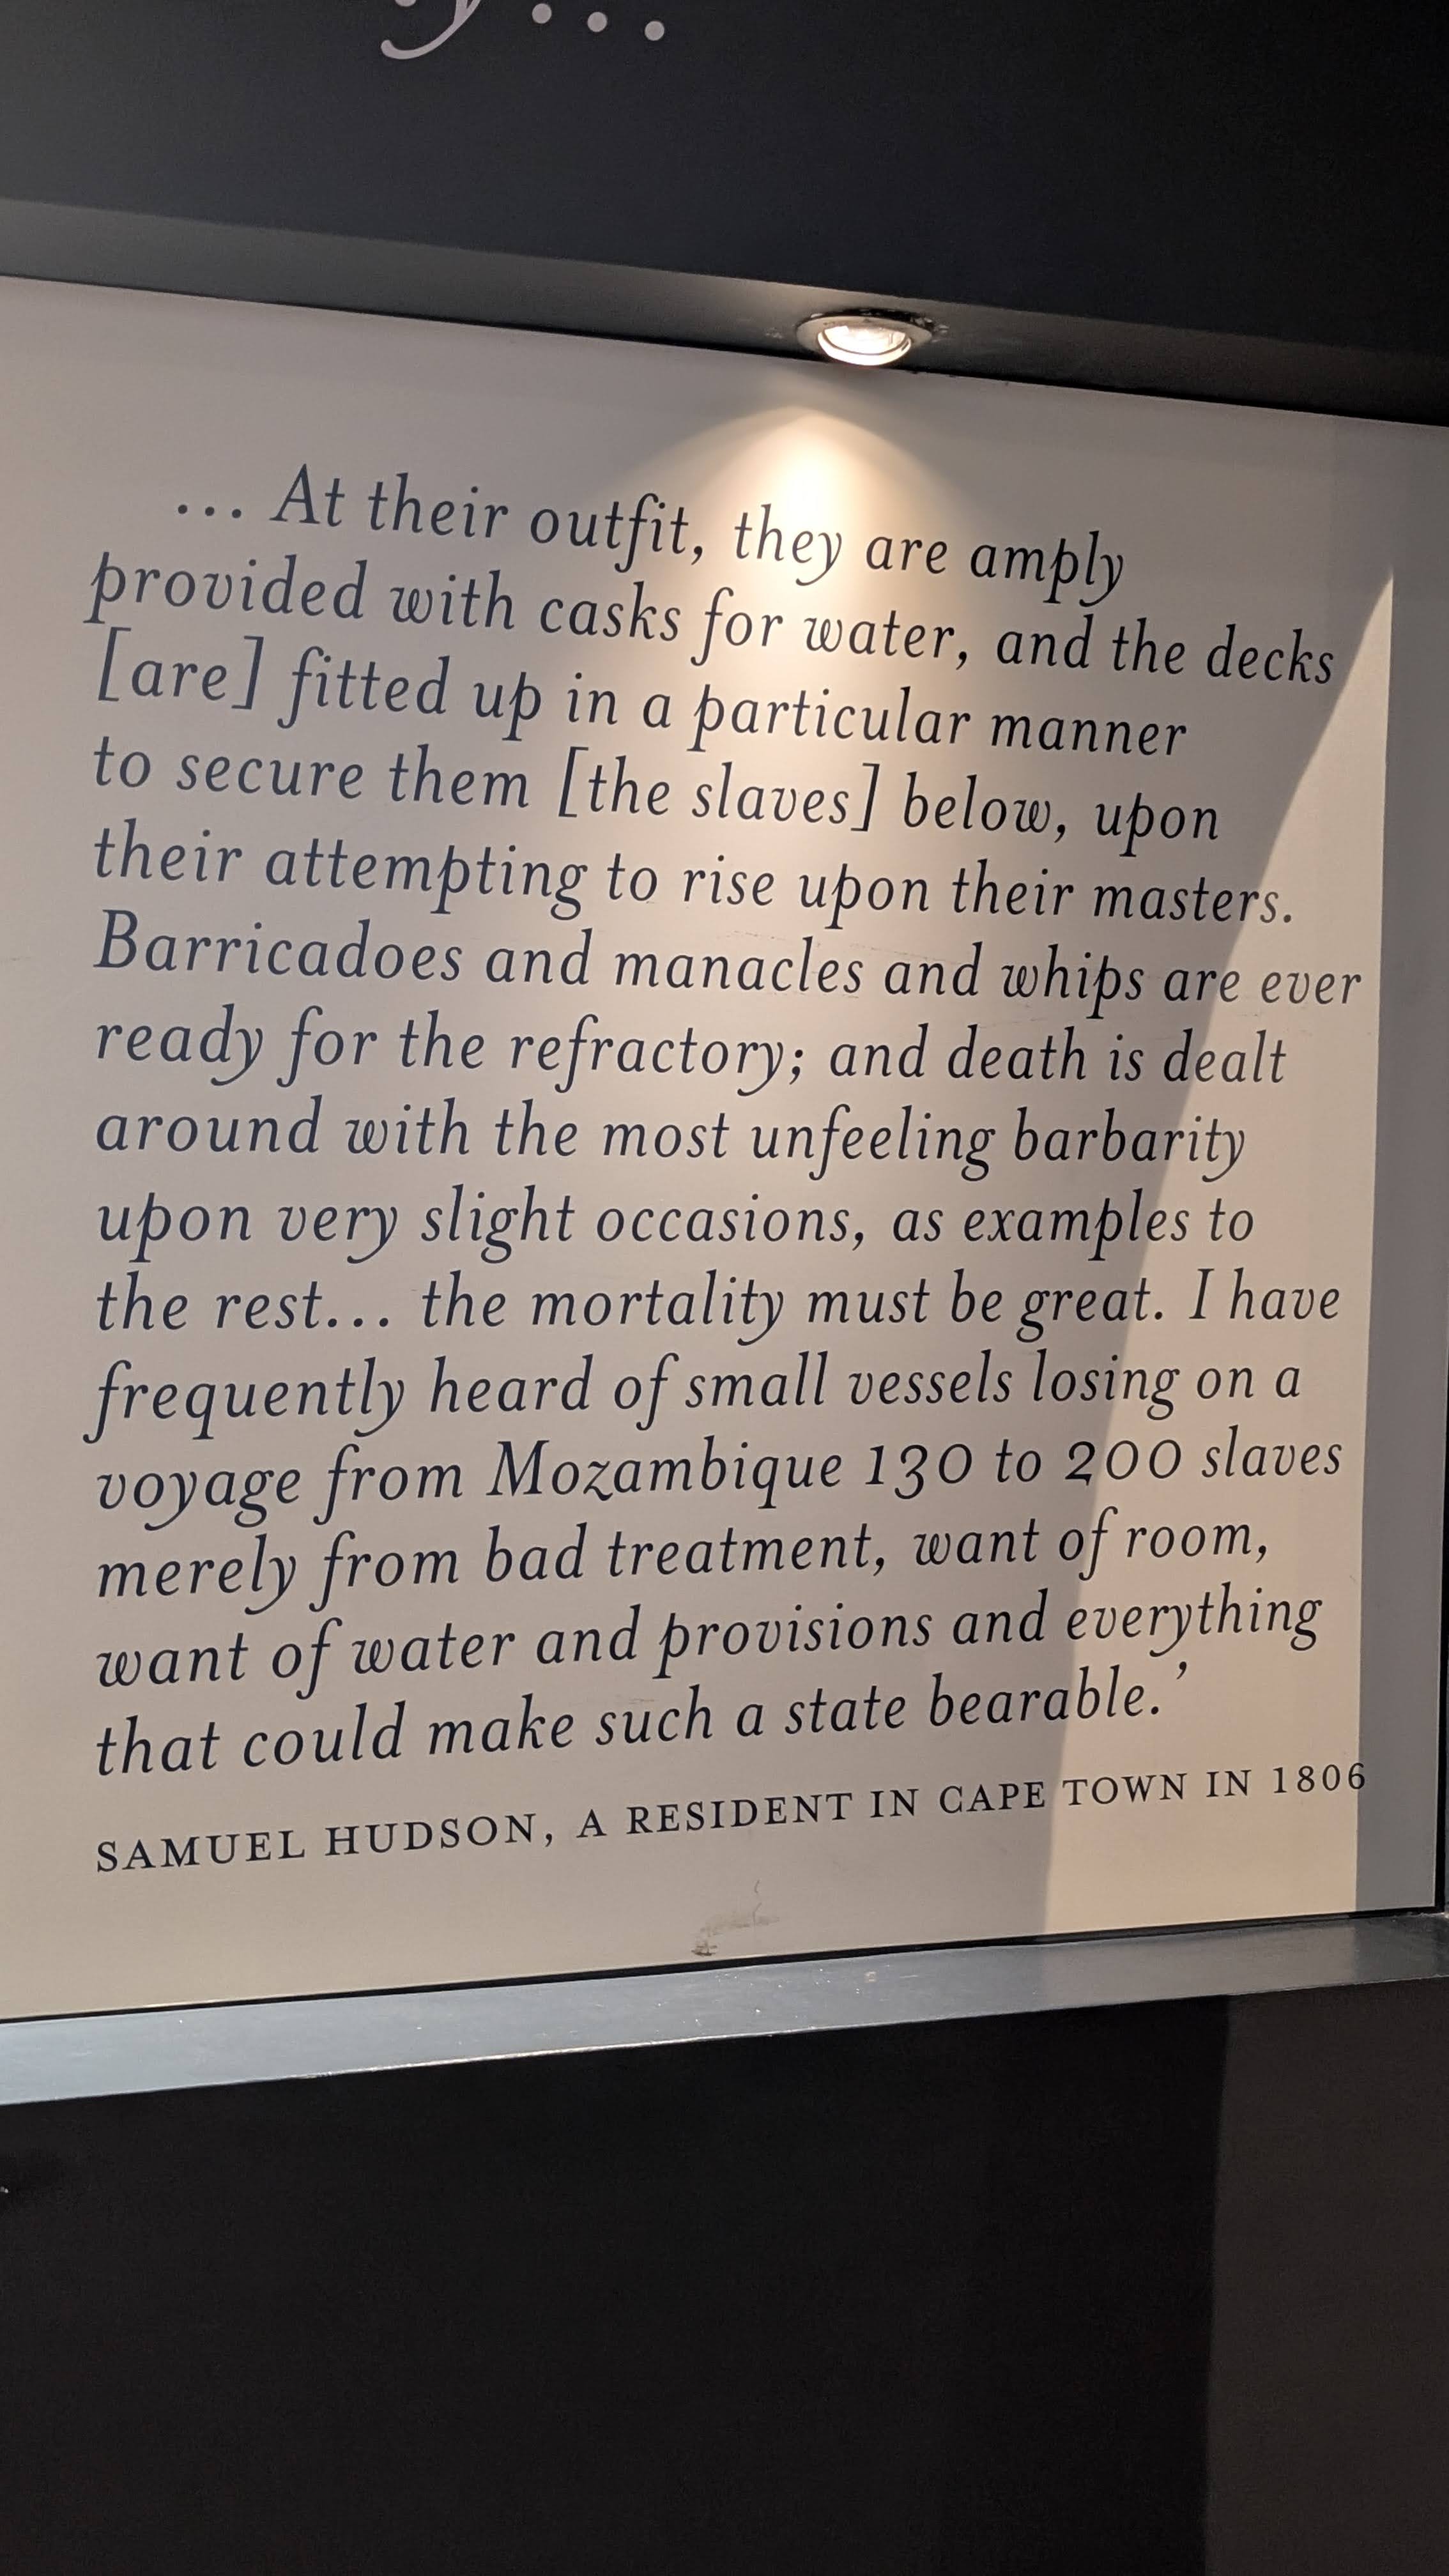 y...
... At their outfit, they are amply
provided with casks for water, and the decks
[are] fitted up in a particular manner
to secure them [the slaves] below, upon
their attempting to rise upon their masters.
Barricadoes and manacles and whips are ever
ready for the refractory; and death is dealt
around with the most unfeeling barbarity
upon very slight occasions, as examples to
the rest... the mortality must be great. I have
frequently heard of small vessels losing on a
voyage from Mozambique 130 to 200 slaves
merely from bad treatment, want of room,
want of water and provisions and everything
that could make such a state bearable.’
SAMUEL HUDSON, A RESIDENT IN CAPE TOWN IN 1806